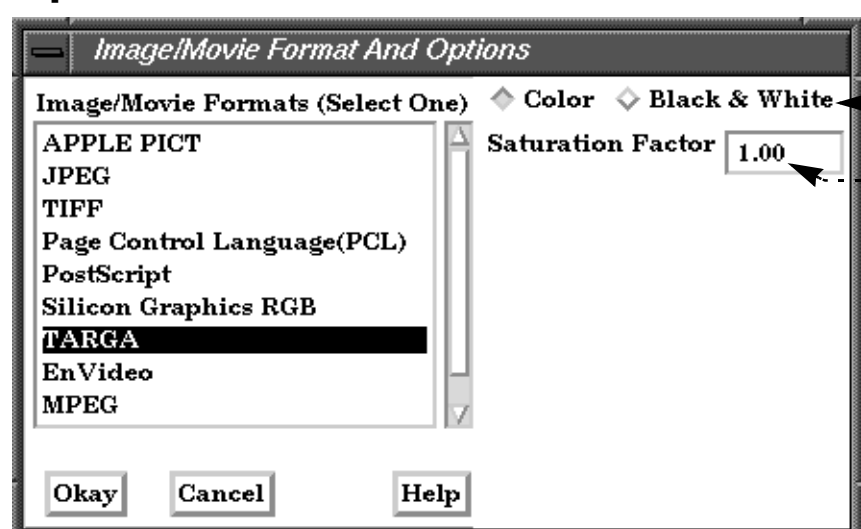 Image/Movie Format And Options
Image/Movie Formats (Select One)
Color Black & White
Saturation Factor 1.00
APPLE PICT
JPEG
TIFF
Page Control Language(PCL)
PostScript
Silicon Graphics RGB
TARGA
EnVideo
MPEG
Okay Cancel Help